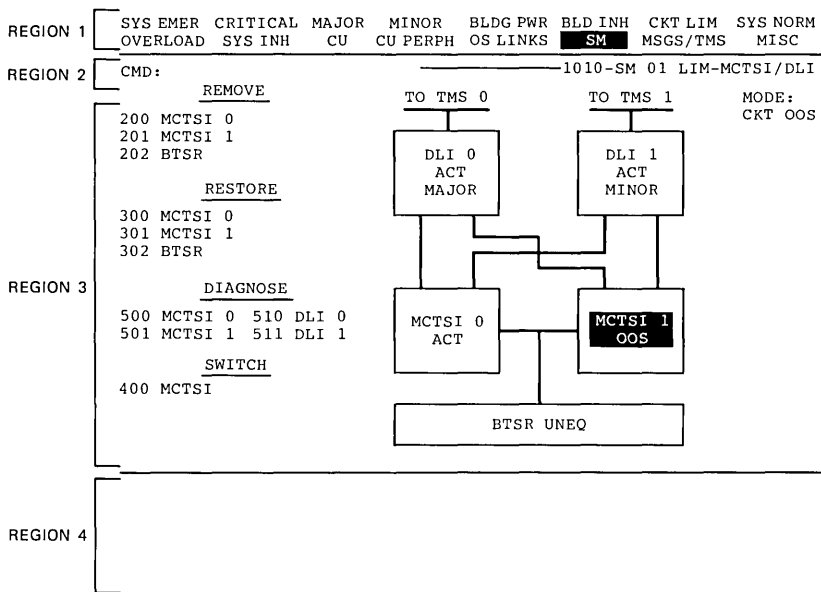 REGION 1
SYS EMER CRITICAL MAJOR MINOR BLDG PWR BLD INH CKT LIM SYS NORM
OVERLOAD SYS INH CU CU PERPH OS LINKS SM MSGS/TMS MISC
REGION 2
CMD: 1010-SM 01 LIM-MCTSI/DLI
REGION 3
REMOVE
200 MCTSI 0
201 MCTSI 1
202 BTSR
RESTORE
300 MCTSI 0
301 MCTSI 1
302 BTSR
DIAGNOSE
500 MCTSI 0 510 DLI 0
501 MCTSI 1 511 DLI 1
SWITCH
400 MCTSI
TO TMS 0
TO TMS 1
MODE:
CKT OOS
DLI 0
ACT
MAJOR
DLI 1
ACT
MINOR
MCTSI 0
ACT
MCTSI 1
OOS
BTSR UNEQ
REGION 4